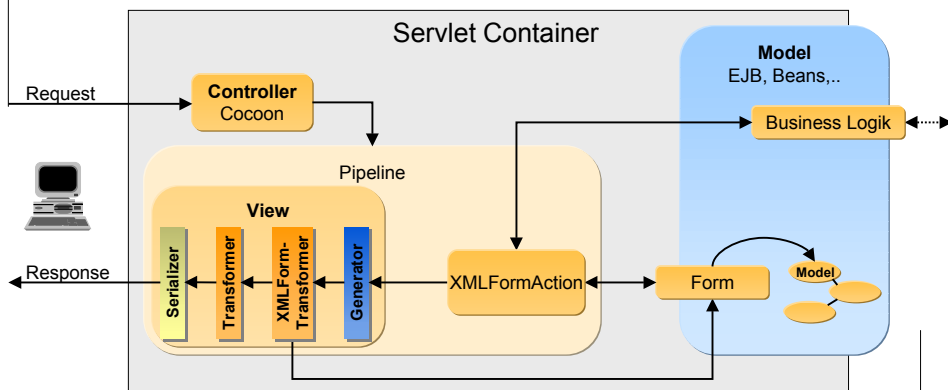 Servlet Container
Model
EJB, Beans,..
Request
Controller
Cocoon
Business Logik
Pipeline
View
Serializer
Transformer
XMLForm-
Transformer
Generator
XMLFormAction
Form
Model
Response